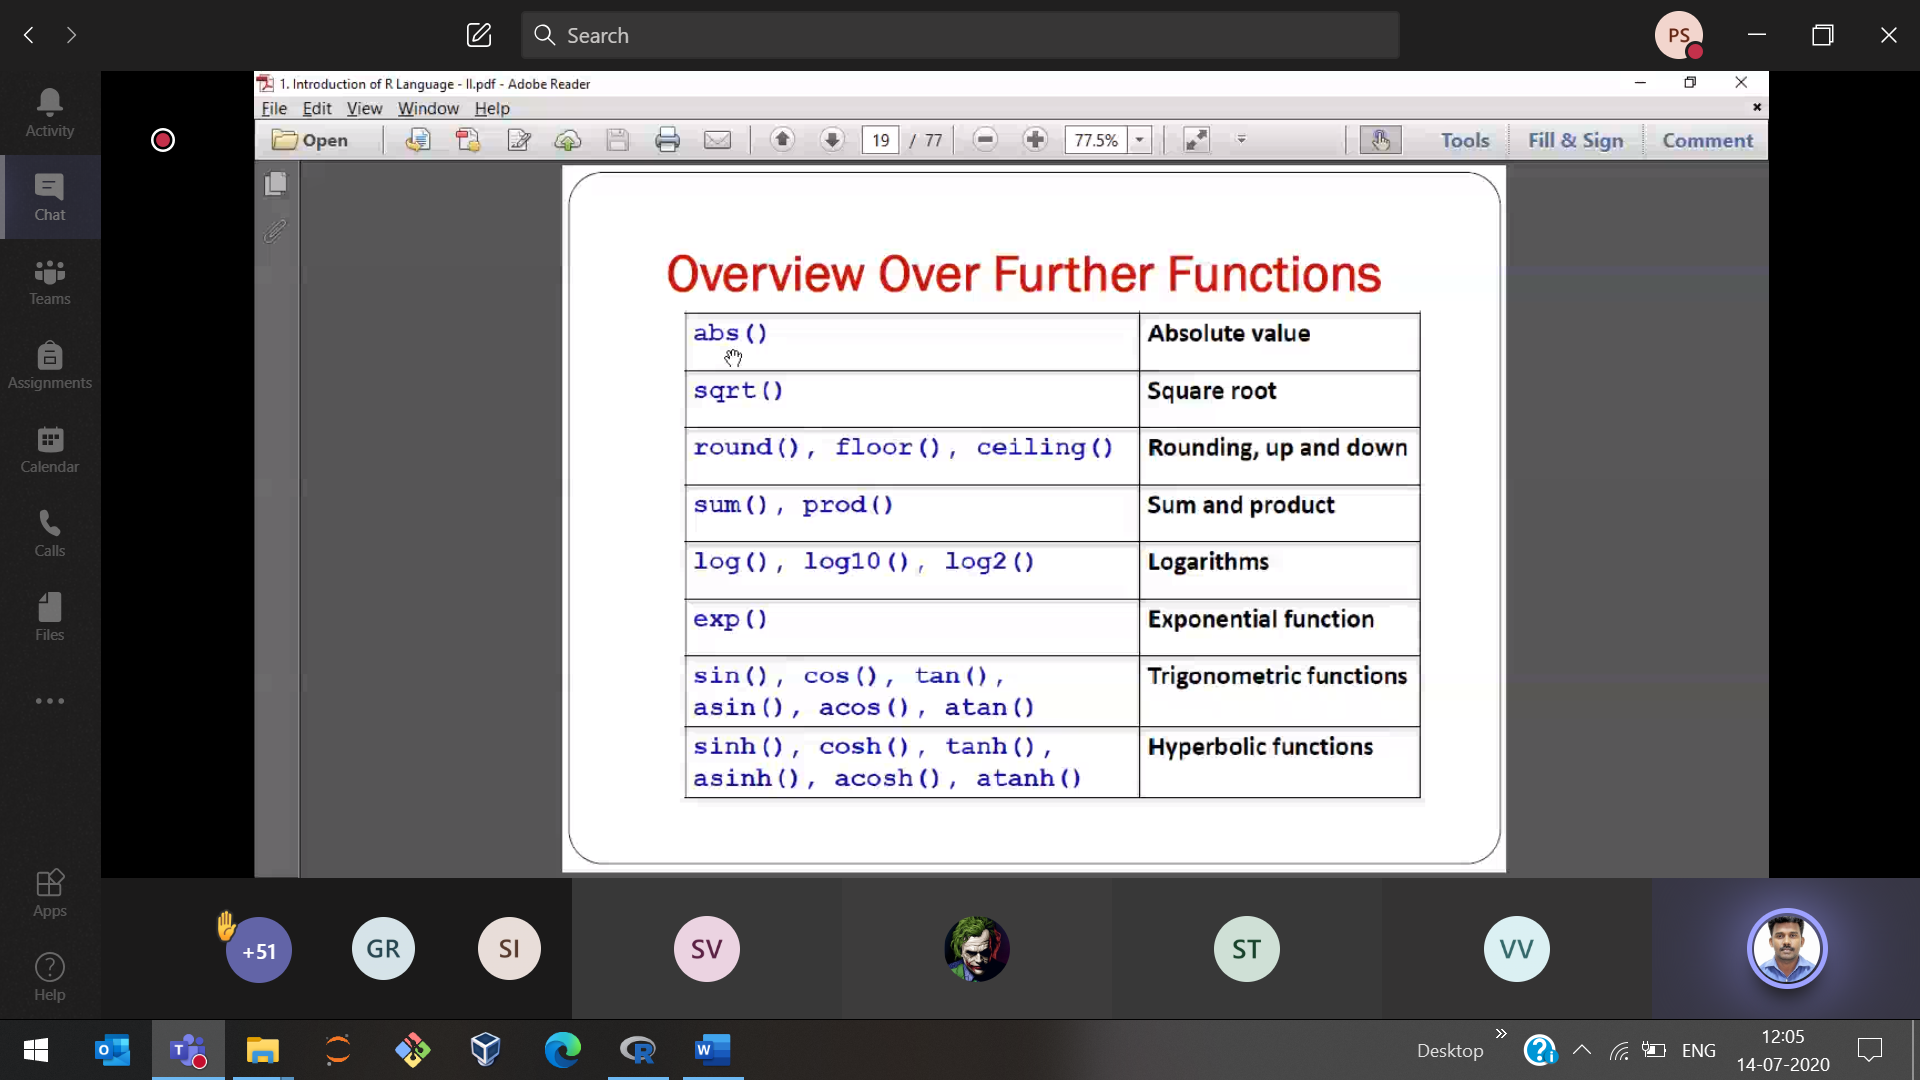 Search
PS
1. Introduction of R Language - II.pdf - Adobe Reader
File Edit View Window Help
Open
19 / 77
77.5%
Tools
Fill & Sign
Comment
Activity
Chat
Teams
Assignments
Calendar
Calls
Files
Apps
Help
Overview Over Further Functions
abs() Absolute value
sqrt() Square root
round(), floor(), ceiling() Rounding, up and down
sum(), prod() Sum and product
log(), log10(), log2() Logarithms
exp() Exponential function
sin(), cos(), tan(), Trigonometric functions
asin(), acos(), atan()
sinh(), cosh(), tanh(), Hyperbolic functions
asinh(), acosh(), atanh()
+51
GR
SI
SV
ST
VV
Desktop
ENG
12:05
14-07-2020